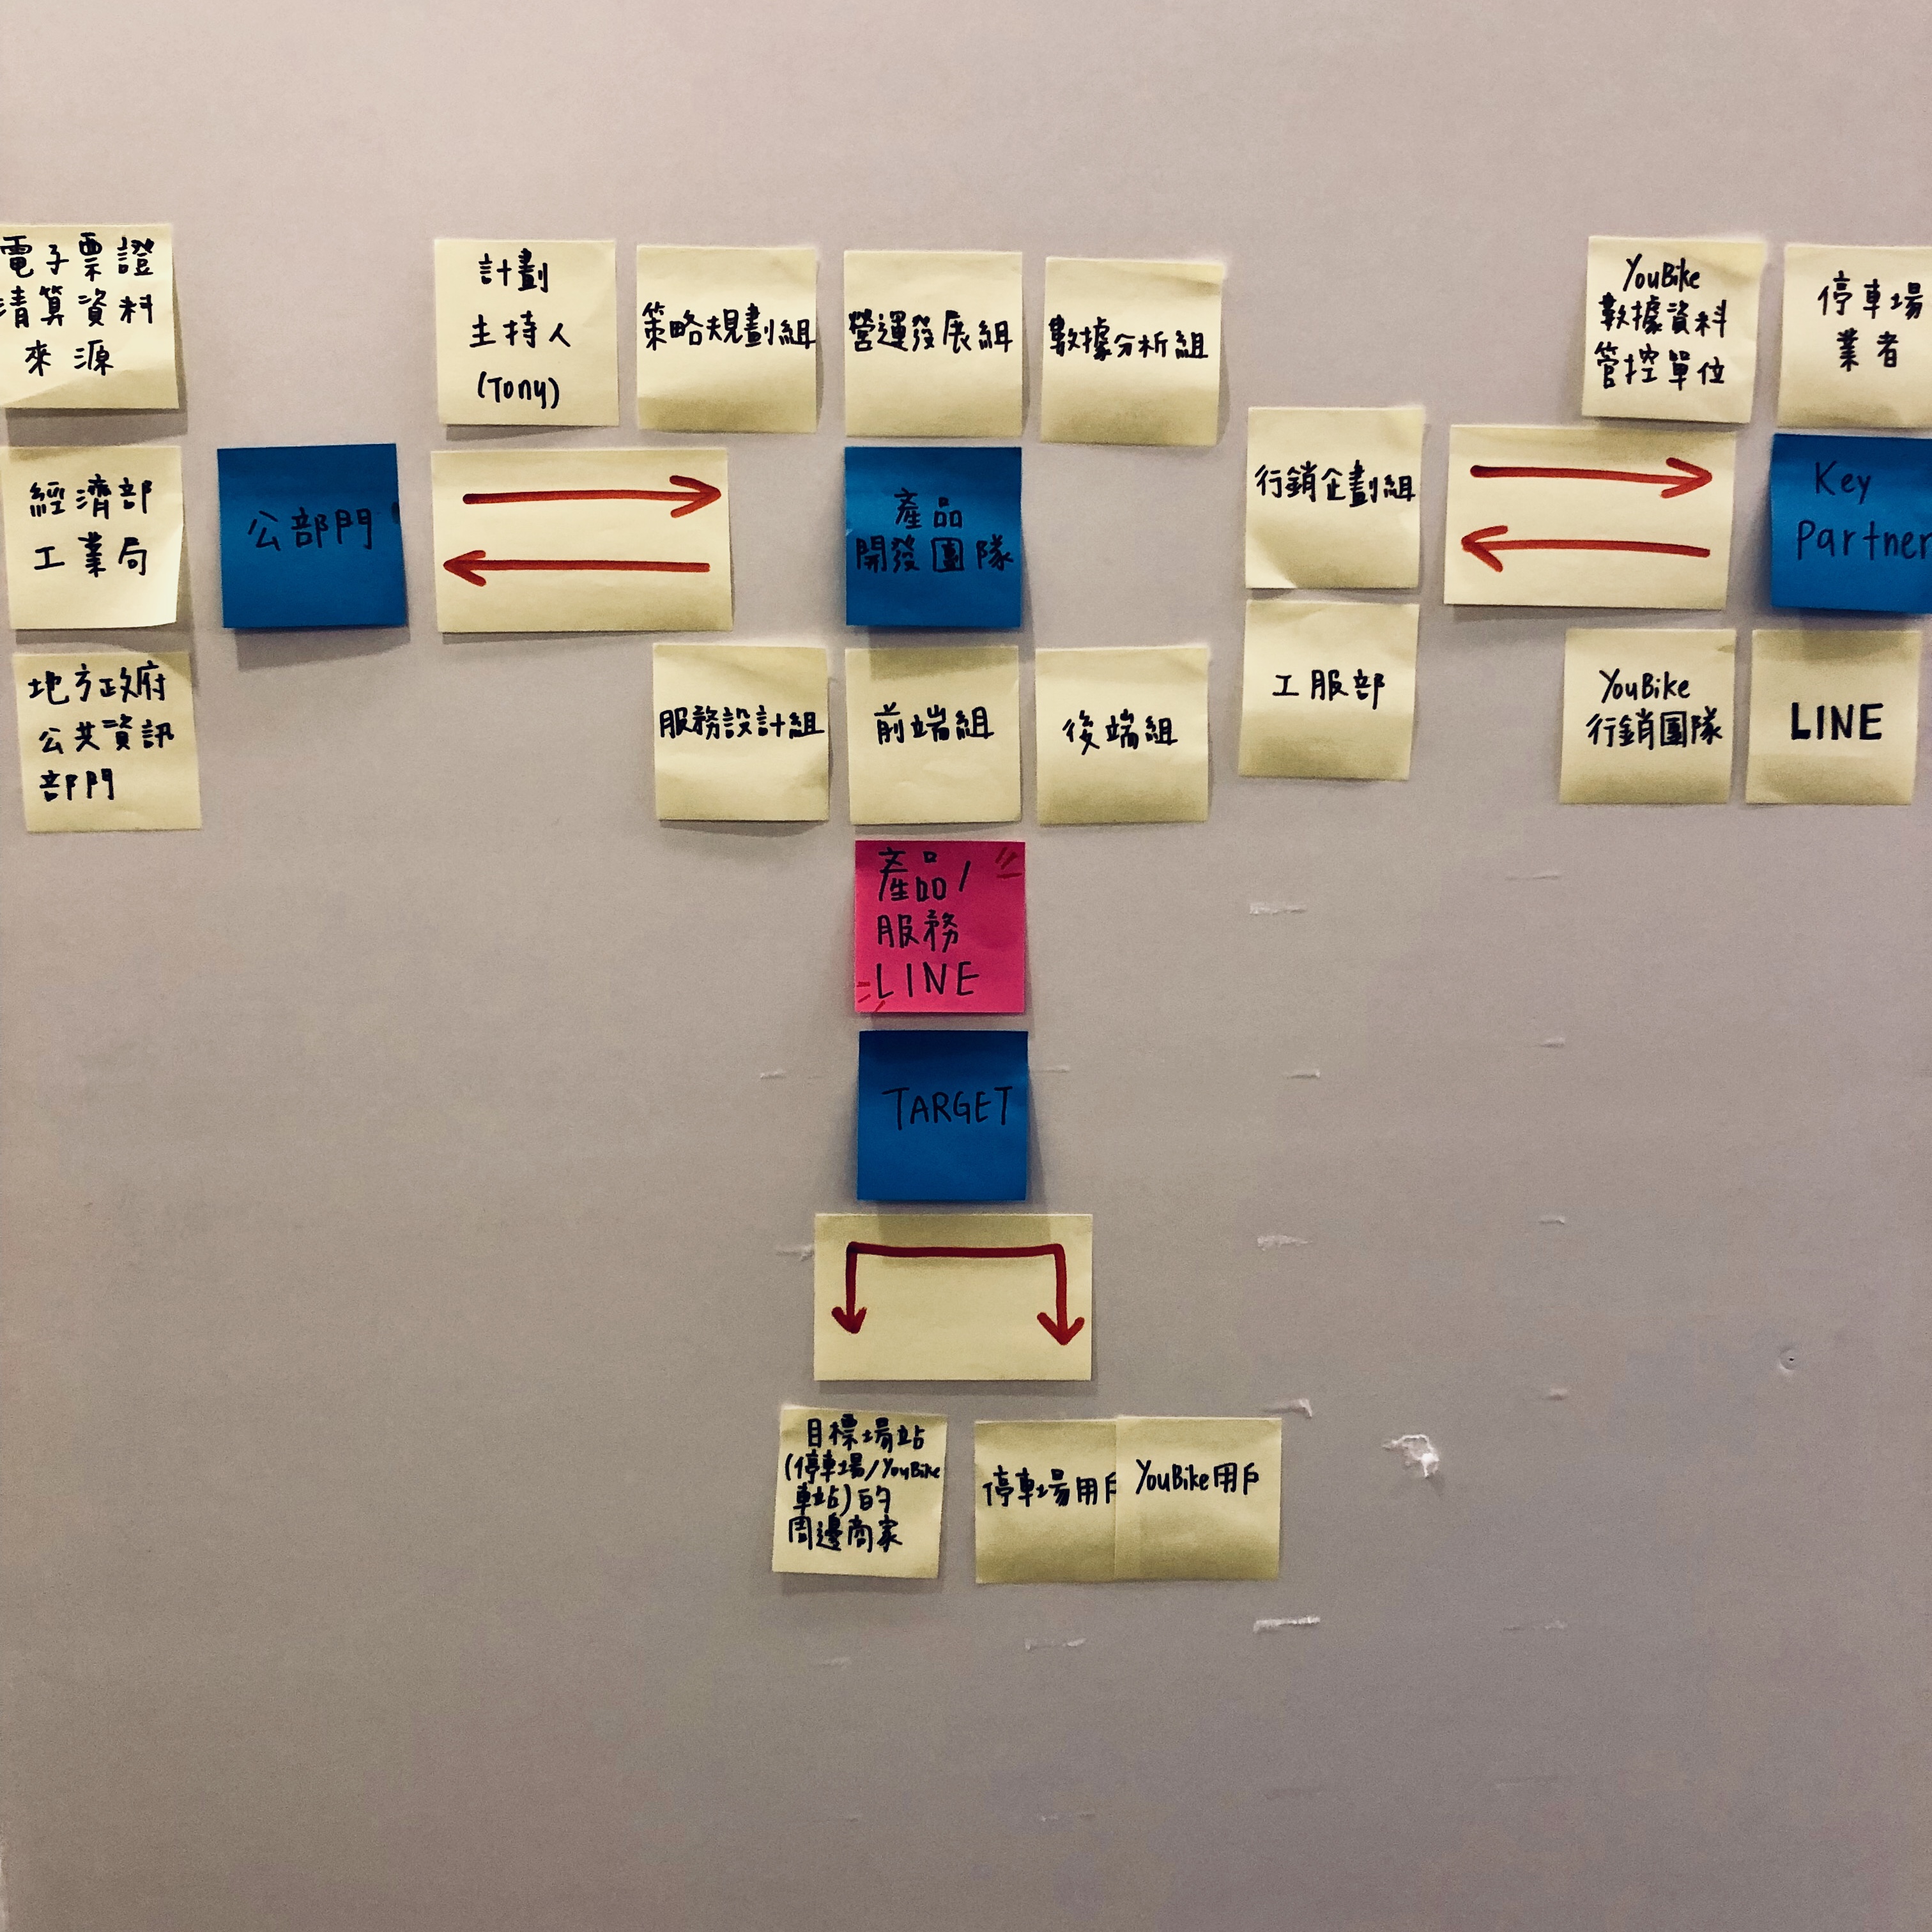 電子票證
清算資料
來源
計劃
主持人
(Tony)
策略規劃組
營運發展組
數據分析組
YouBike
數據資料
管控單位
停車場
業者
經濟部
工業局
公部門
產品
開發團隊
行銷企劃組
Key
Partner
地方政府
公共資訊
部門
服務設計組
前端組
後端組
工服部
YouBike
行銷團隊
LINE
產品/
服務
LINE
TARGET
目標場站
(停車場/YouBike
車站)的
周邊商家
停車場用戶
YouBike用戶